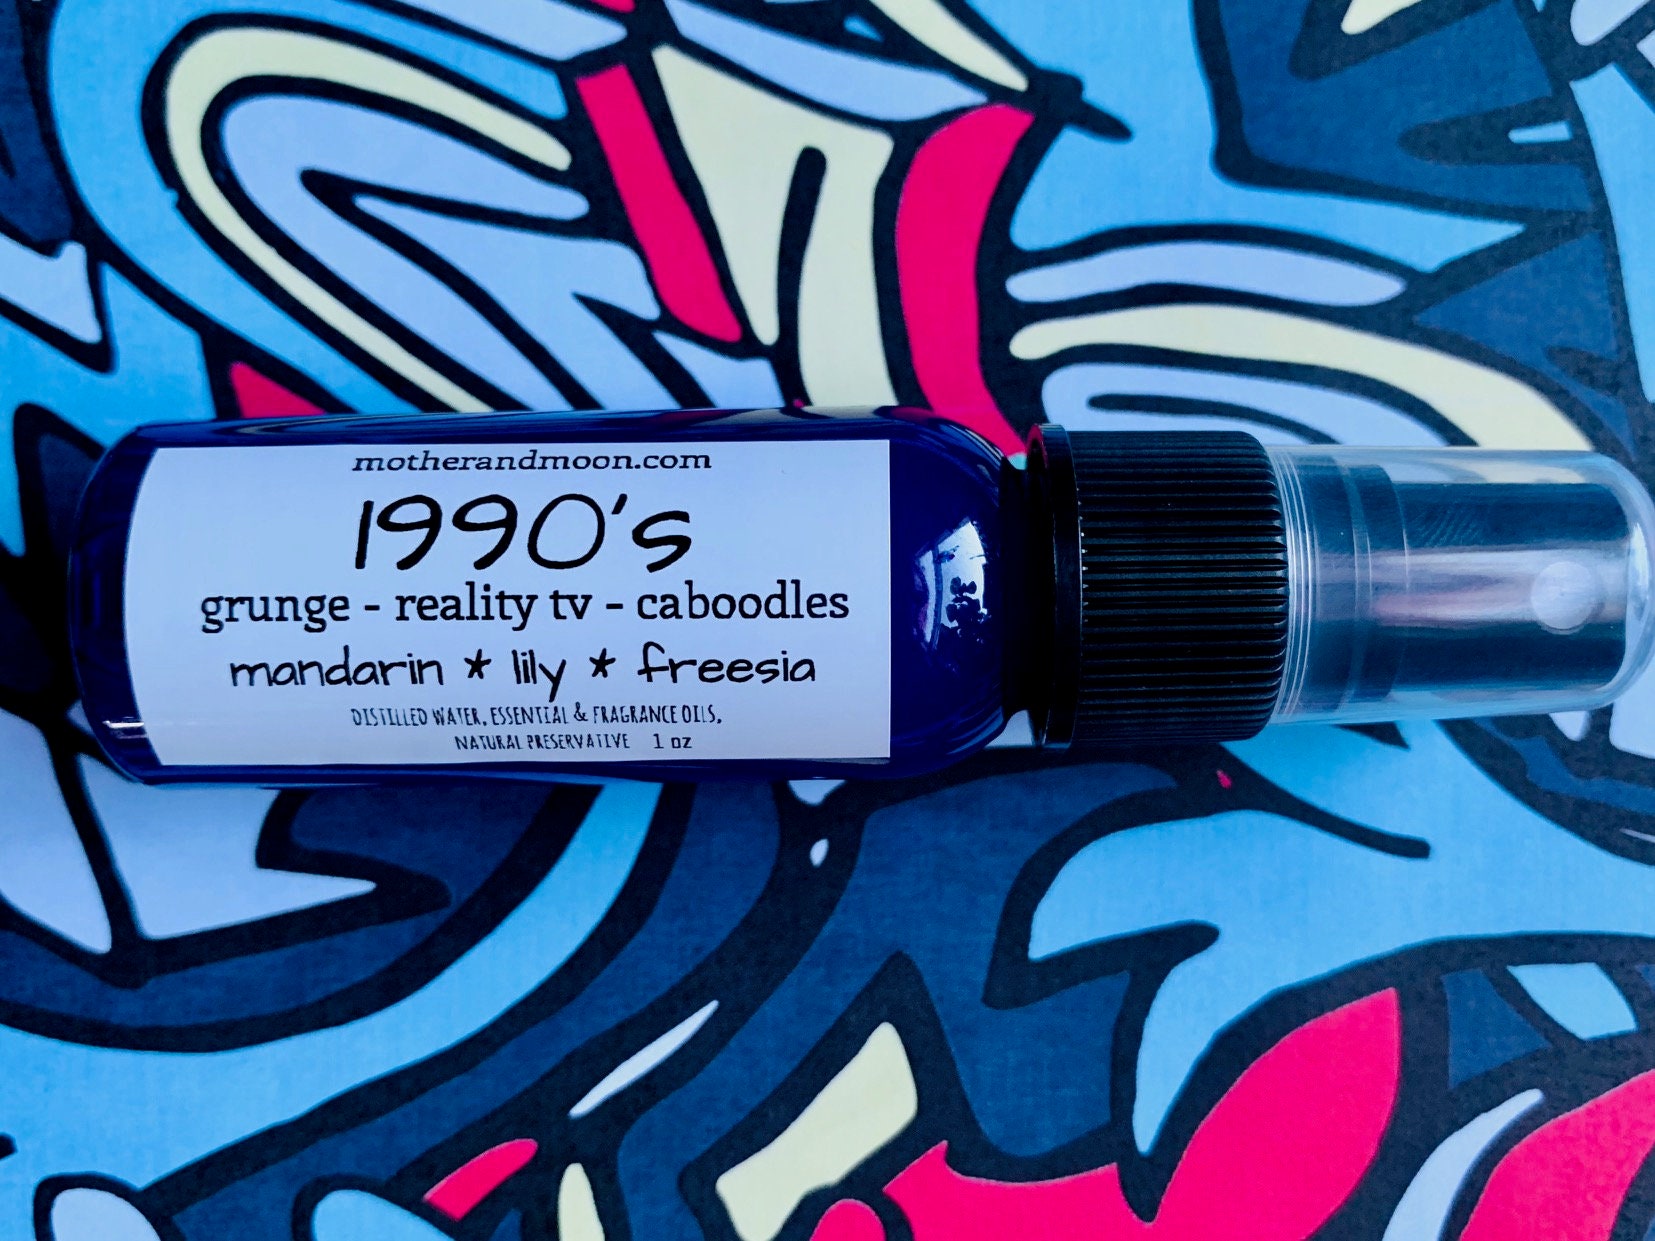 motherandmoon.com
1990's
grunge - reality tv - caboodles
mandarin * lily * freesia
DISTILLED WATER, ESSENTIAL & FRAGRANCE OILS,
NATURAL PRESERVATIVE 1 oz